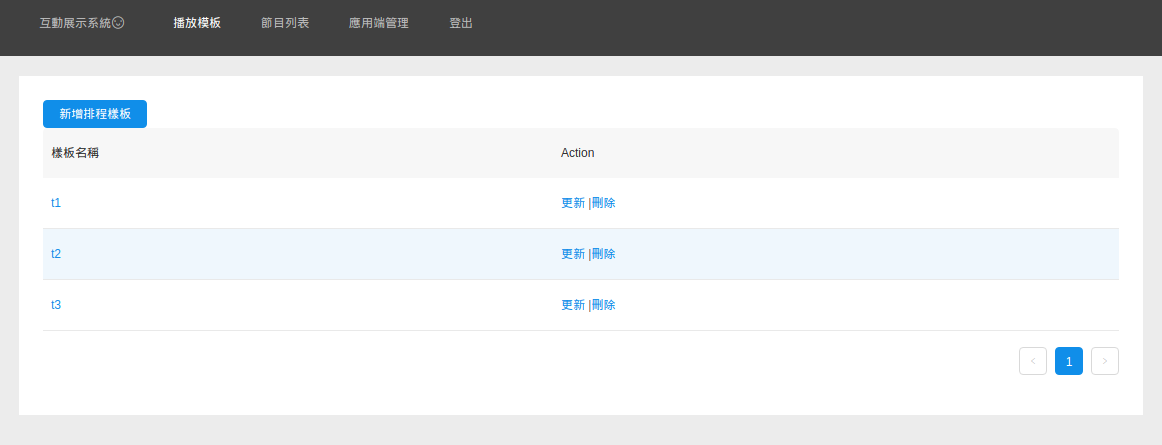 互動展示系統 播放模板 節目列表 應用端管理 登出
新增排程樣板
樣板名稱 Action
t1 更新 |刪除
t2 更新 |刪除
t3 更新 |刪除
< 1 >